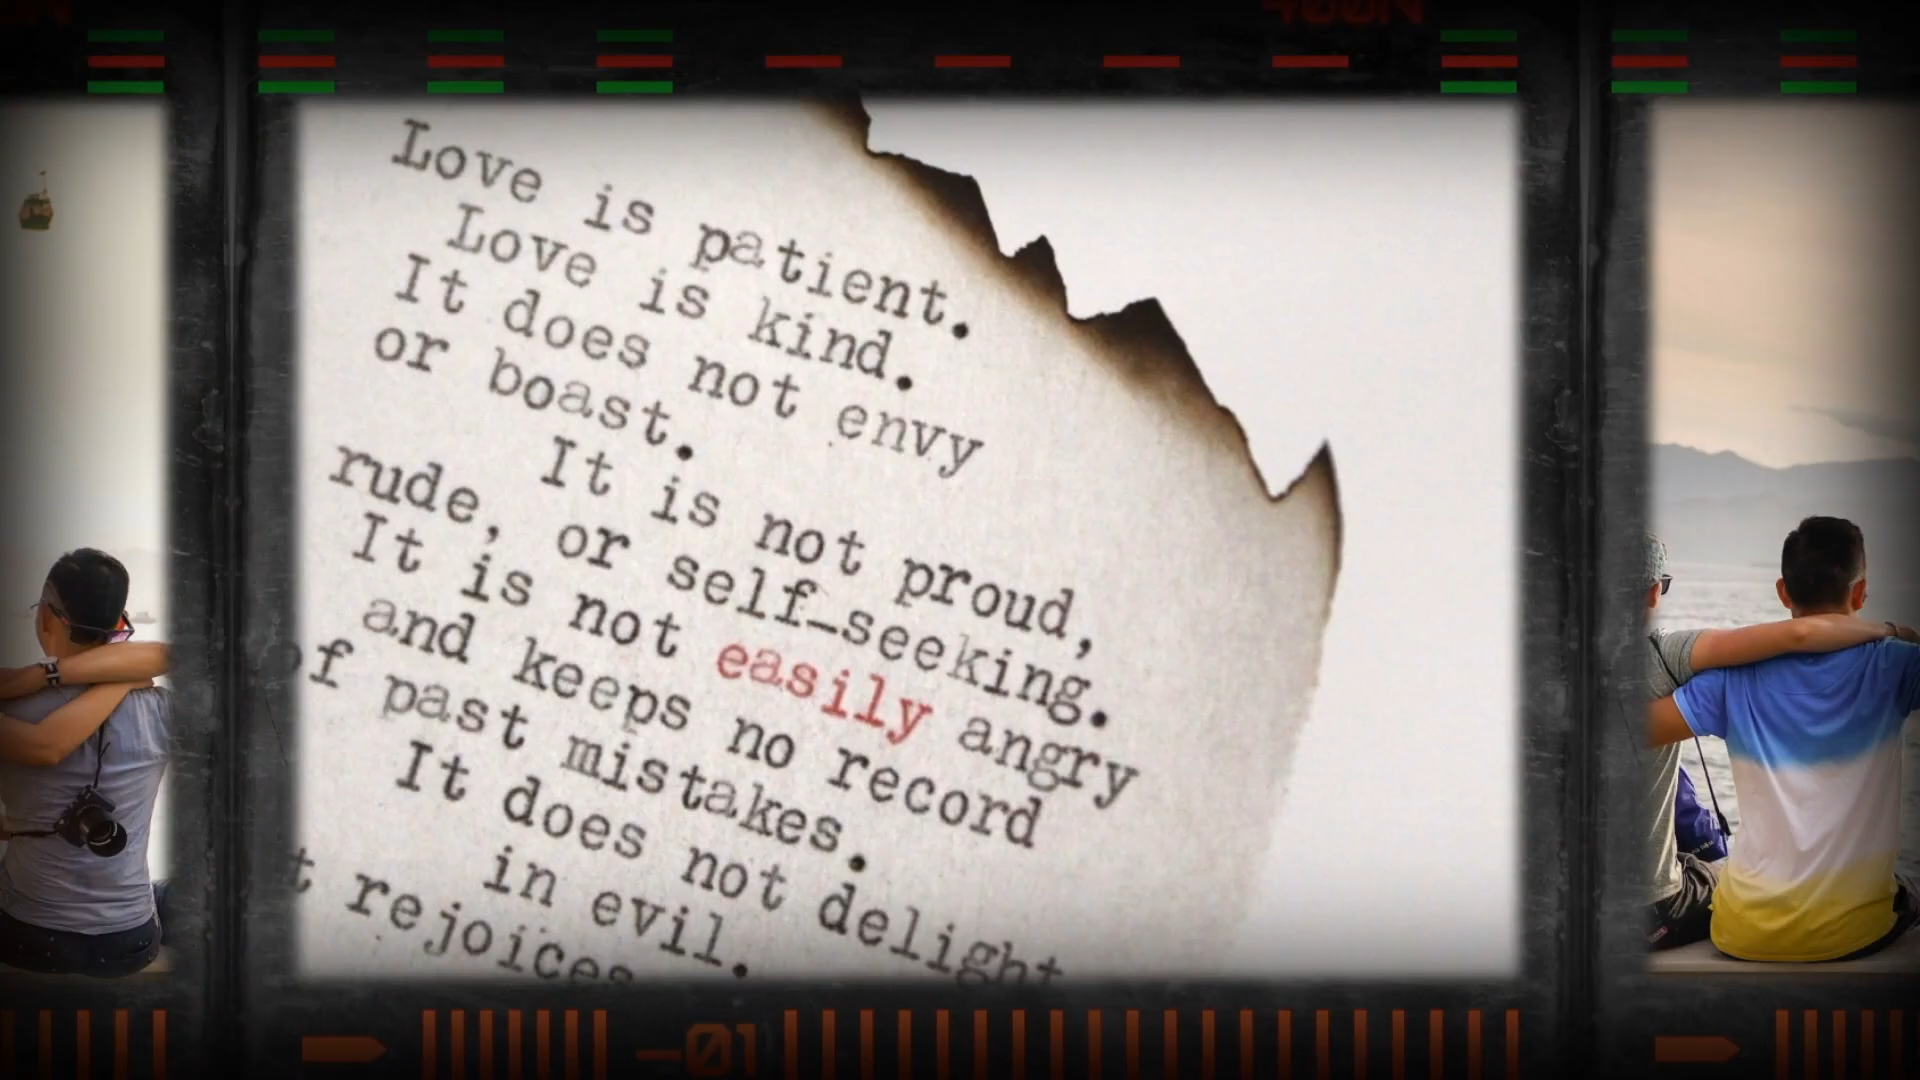 Love is patient.
Love is kind.
It does not envy
or boast.
It is not proud,
rude, or self-seeking.
It is not easily angry
and keeps no record
of past mistakes.
It does not delight
in evil.
t rejoices
-01